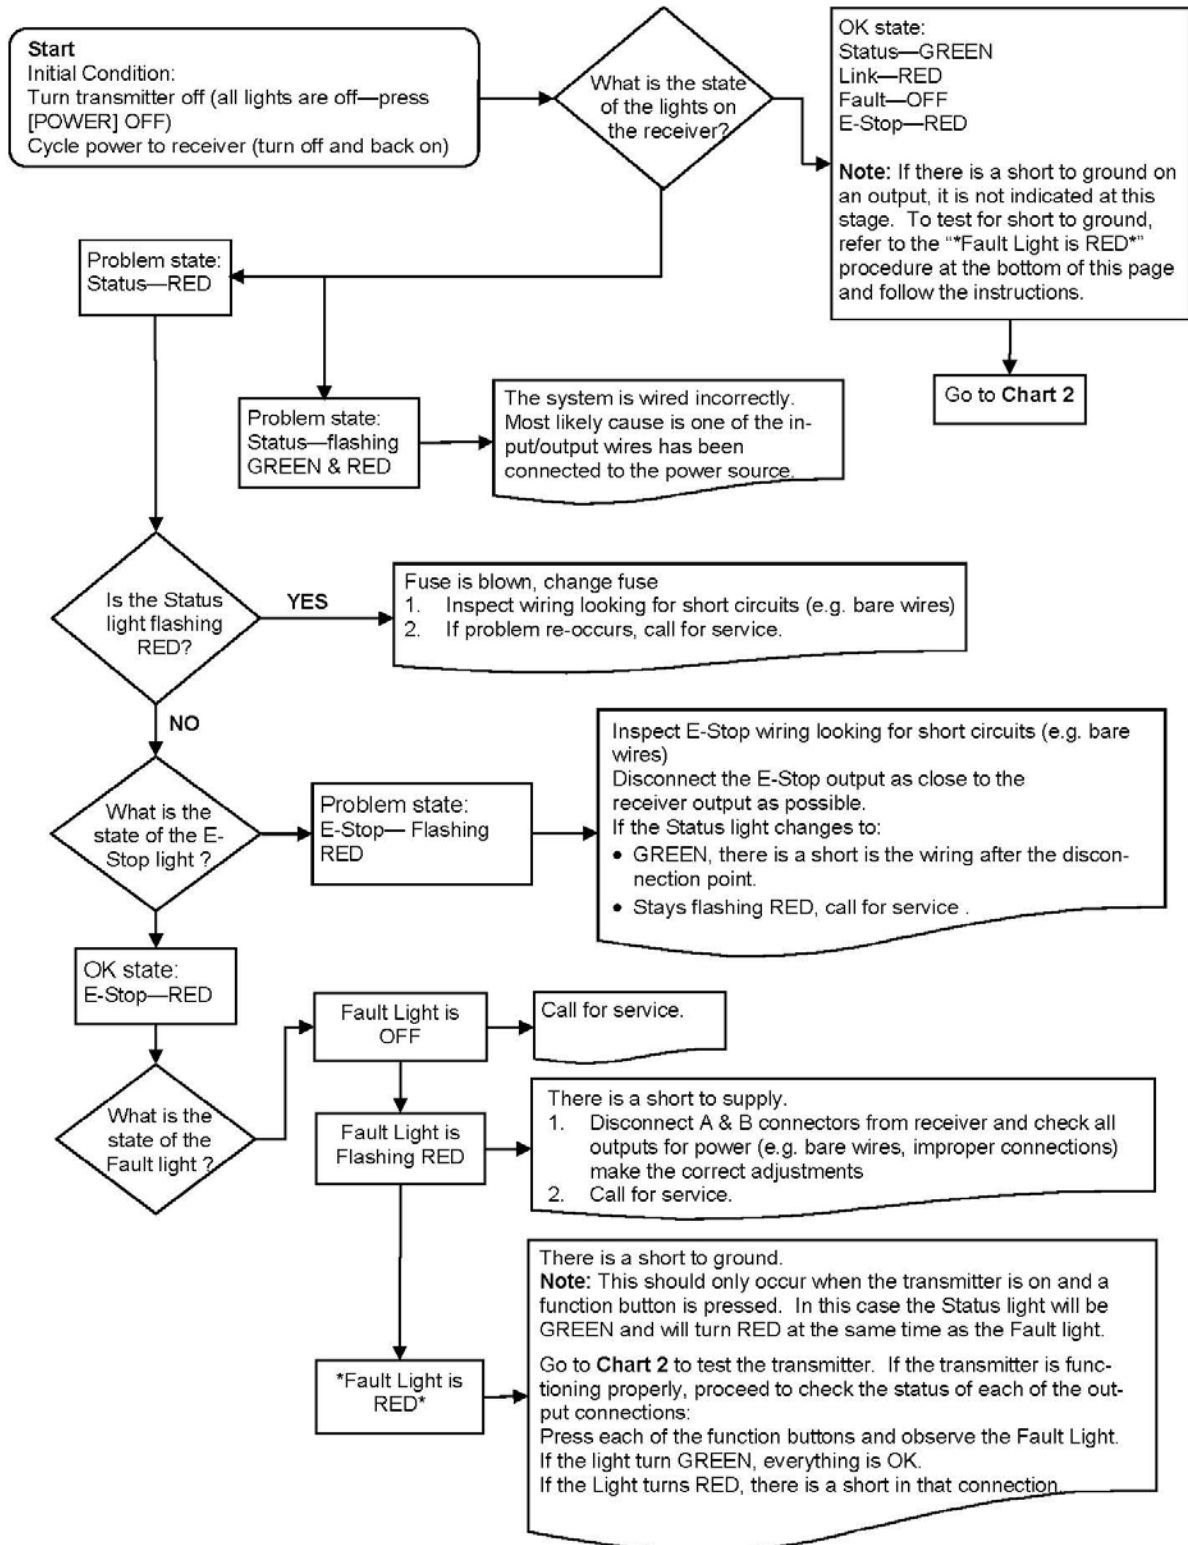 Start
Initial Condition:
Turn transmitter off (all lights are off—press
[POWER] OFF)
Cycle power to receiver (turn off and back on)
What is the state
of the lights on
the receiver?
OK state:
Status—GREEN
Link—RED
Fault—OFF
E-Stop—RED
Note: If there is a short to ground on
an output, it is not indicated at this
stage. To test for short to ground,
refer to the “*Fault Light is RED*”
procedure at the bottom of this page
and follow the instructions.
Go to Chart 2
Problem state:
Status—RED
Problem state:
Status—flashing
GREEN & RED
The system is wired incorrectly.
Most likely cause is one of the in-
put/output wires has been
connected to the power source.
Is the Status
light flashing
RED?
YES
Fuse is blown, change fuse
1. Inspect wiring looking for short circuits (e.g. bare wires)
2. If problem re-occurs, call for service.
NO
What is the
state of the E-
Stop light ?
Problem state:
E-Stop— Flashing
RED
Inspect E-Stop wiring looking for short circuits (e.g. bare
wires)
Disconnect the E-Stop output as close to the
receiver output as possible.
If the Status light changes to:
• GREEN, there is a short is the wiring after the discon-
nection point.
• Stays flashing RED, call for service .
OK state:
E-Stop—RED
What is the
state of the
Fault light ?
Fault Light is
OFF
Call for service.
Fault Light is
Flashing RED
There is a short to supply.
1. Disconnect A & B connectors from receiver and check all
outputs for power (e.g. bare wires, improper connections)
make the correct adjustments
2. Call for service.
*Fault Light is
RED*
There is a short to ground.
Note: This should only occur when the transmitter is on and a
function button is pressed. In this case the Status light will be
GREEN and will turn RED at the same time as the Fault light.
Go to Chart 2 to test the transmitter. If the transmitter is func-
tioning properly, proceed to check the status of each of the out-
put connections:
Press each of the function buttons and observe the Fault Light.
If the light turn GREEN, everything is OK.
If the Light turns RED, there is a short in that connection